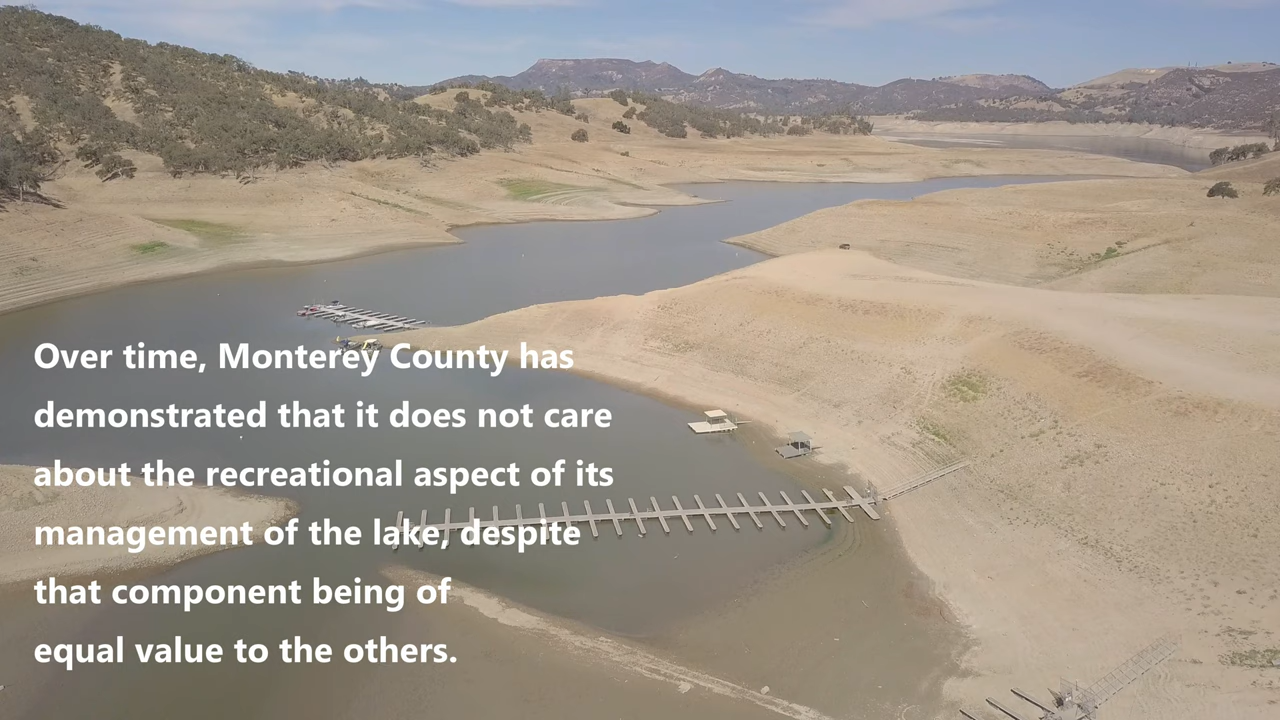 Over time, Monterey County has
demonstrated that it does not care
about the recreational aspect of its
management of the lake, despite
that component being of
equal value to the others.